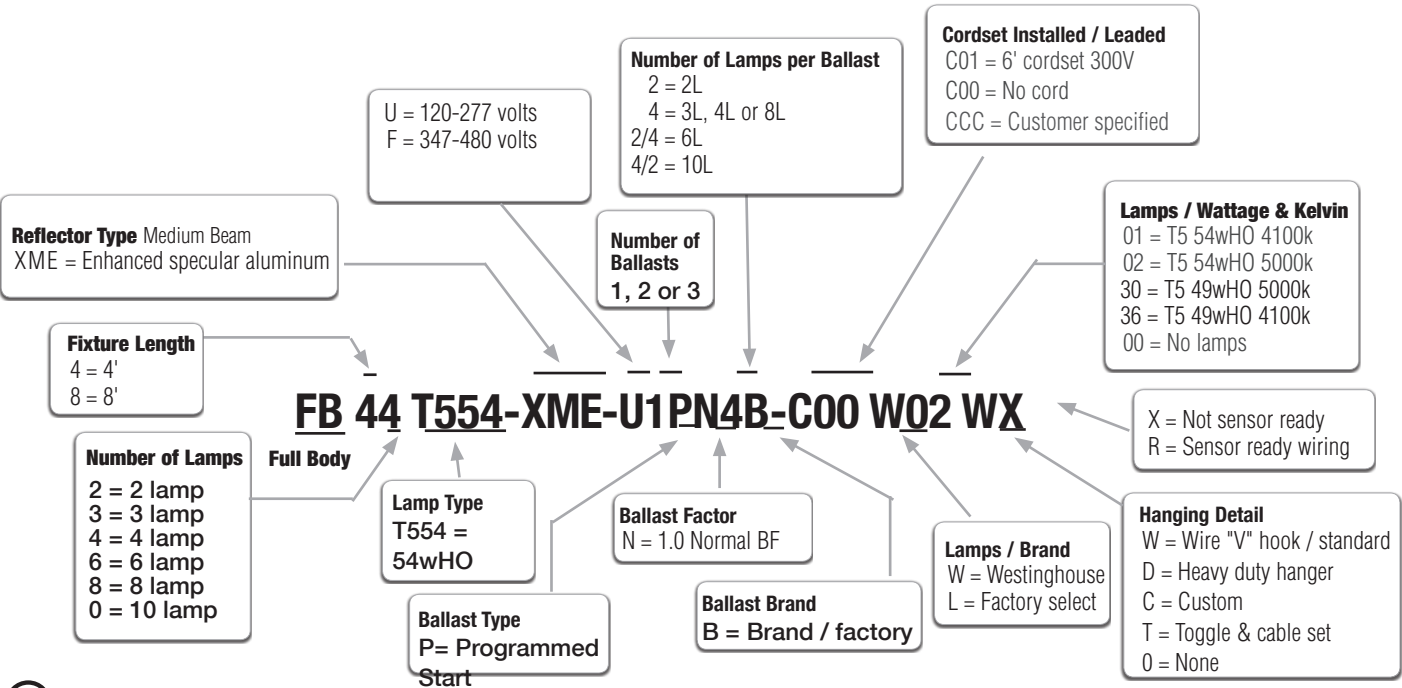 Cordset Installed / Leaded
C01 = 6' cordset 300V
C00 = No cord
CCC = Customer specified
Number of Lamps per Ballast
2 = 2L
4 = 3L, 4L or 8L
2/4 = 6L
4/2 = 10L
U = 120-277 volts
F = 347-480 volts
Reflector Type Medium Beam
XME = Enhanced specular aluminum
Number of
Ballasts
1, 2 or 3
Lamps / Wattage & Kelvin
01 = T5 54wHO 4100k
02 = T5 54wHO 5000k
30 = T5 49wHO 5000k
36 = T5 49wHO 4100k
00 = No lamps
Fixture Length
4 = 4'
8 = 8'
FB 44 T554-XME-U1PN4B-C00 W02 WX
X = Not sensor ready
R = Sensor ready wiring
Number of Lamps
2 = 2 lamp
3 = 3 lamp
4 = 4 lamp
6 = 6 lamp
8 = 8 lamp
0 = 10 lamp
Full Body
Lamp Type
T554 =
54wHO
Ballast Type
P= Programmed
Start
Ballast Factor
N = 1.0 Normal BF
Ballast Brand
B = Brand / factory
Lamps / Brand
W = Westinghouse
L = Factory select
Hanging Detail
W = Wire "V" hook / standard
D = Heavy duty hanger
C = Custom
T = Toggle & cable set
0 = None